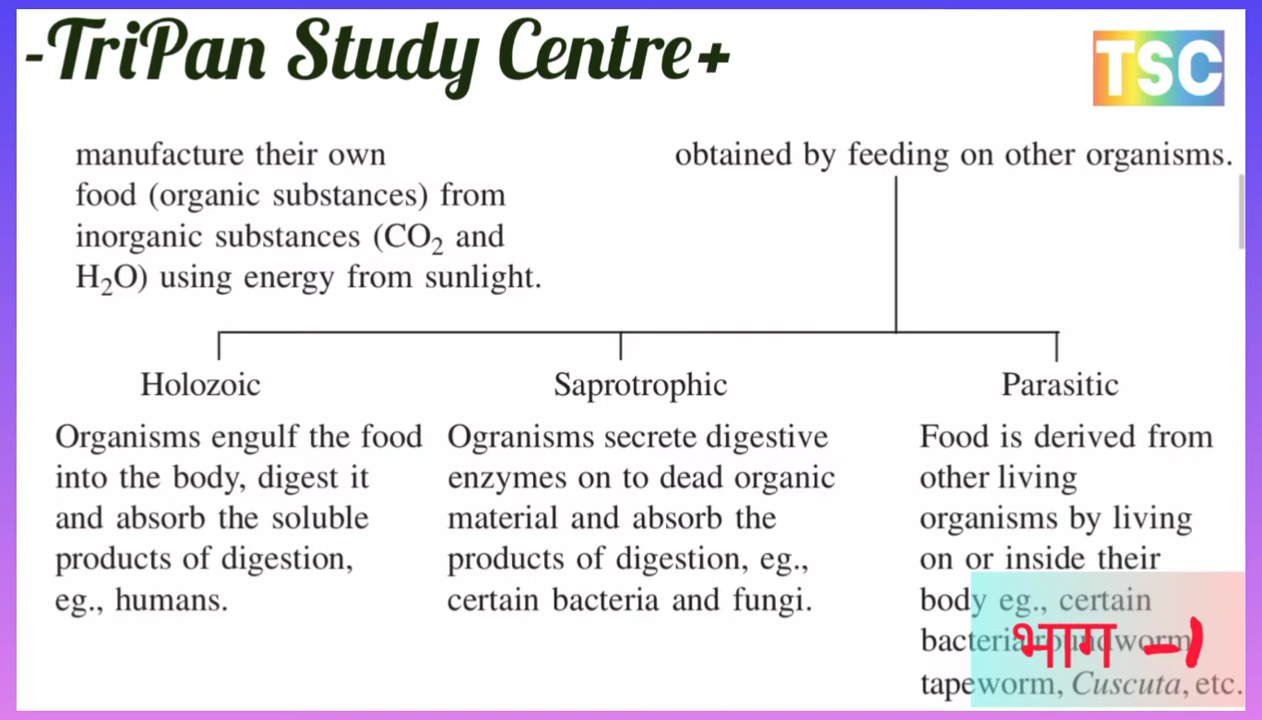 -TriPan Study Centre+
TSC
manufacture their own
food (organic substances) from
inorganic substances (CO₂ and
H₂O) using energy from sunlight.
obtained by feeding on other organisms.
Holozoic
Organisms engulf the food
into the body, digest it
and absorb the soluble
products of digestion,
eg., humans.
Saprotrophic
Ogranisms secrete digestive
enzymes on to dead organic
material and absorb the
products of digestion, eg.,
certain bacteria and fungi.
Parasitic
Food is derived from
other living
organisms by living
on or inside their
body eg., certain
bacteria roundworm
tapeworm, Cuscuta, etc.
भाग -1